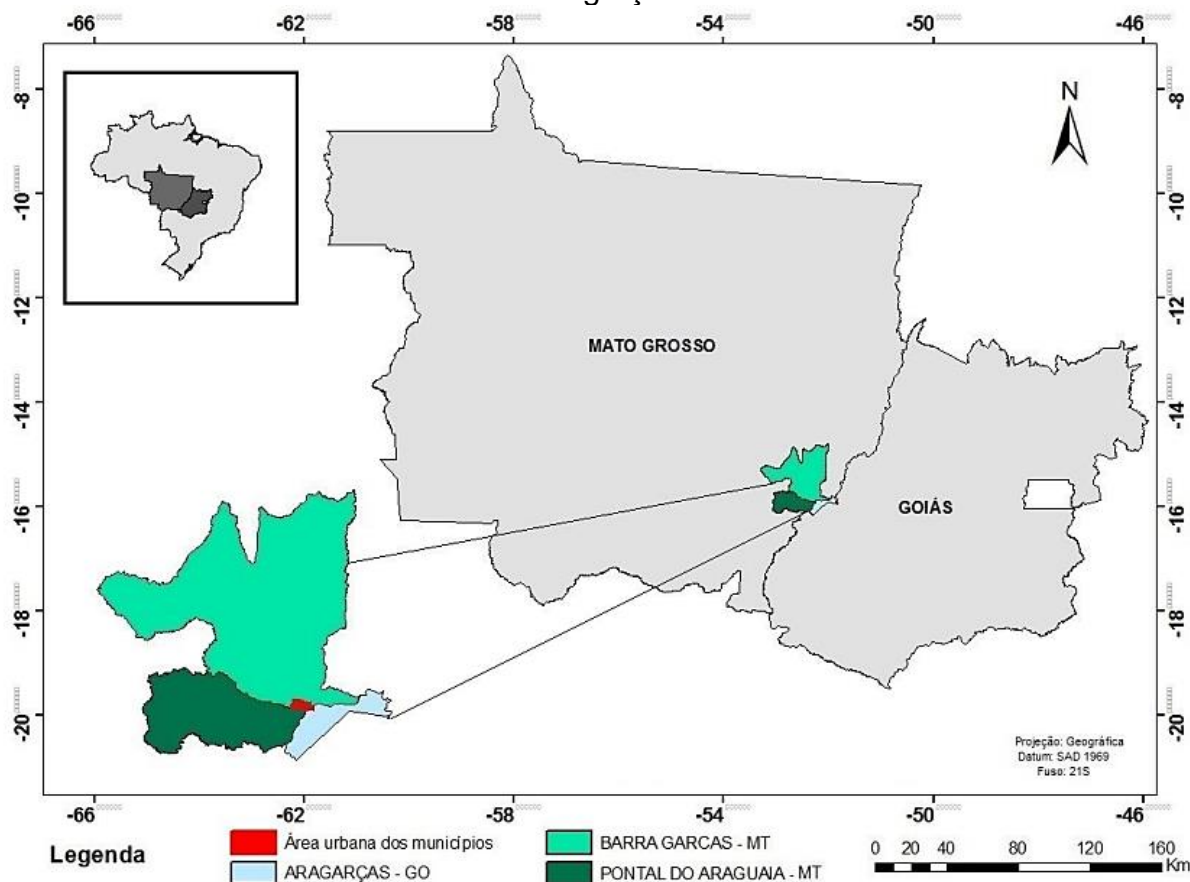 -66 -62 -58 -54 -50 -46
-8 -8
N
-10 -10
-12 -12
MATO GROSSO
-14 -14
-16 -16
GOIÁS
-18 -18
-20 -20
Projeção: Geográfica
Datum: SAD 1969
Fuso: 21S
-66 -62 -58 -54 -50 -46
Legenda
Área urbana dos municípios
BARRA GARCAS - MT
ARAGARÇAS - GO
PONTAL DO ARAGUAIA - MT
0 20 40 80 120 160
Km